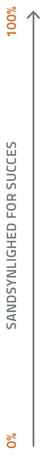 100%
SANDSYNLIGHED FOR SUCCES
0%